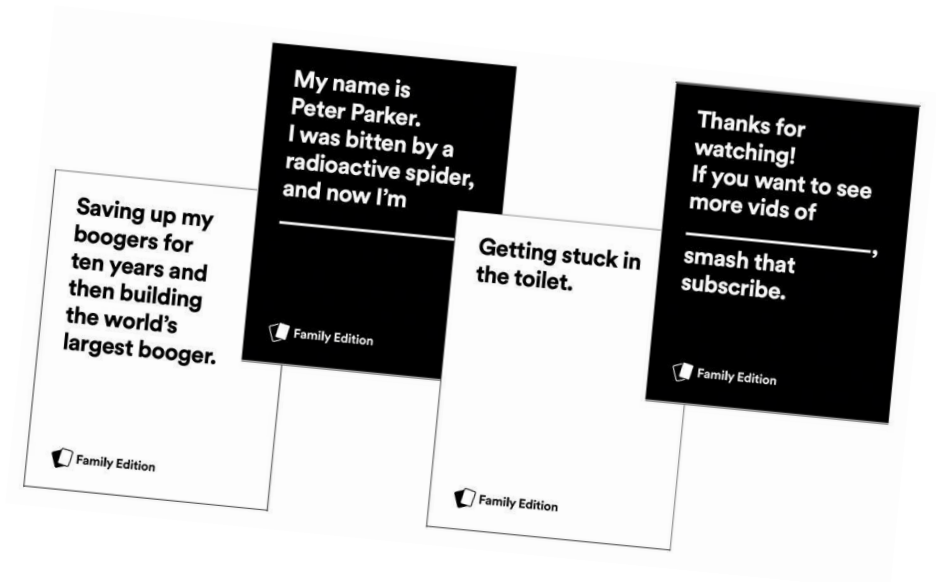 Saving up my
boogers for
ten years and
then building
the world's
largest booger.
Family Edition
My name is
Peter Parker.
I was bitten by a
radioactive spider,
and now I'm
Family Edition
Getting stuck in
the toilet.
Family Edition
Thanks for
watching!
If you want to see
more vids of
__________,
smash that
subscribe.
Family Edition